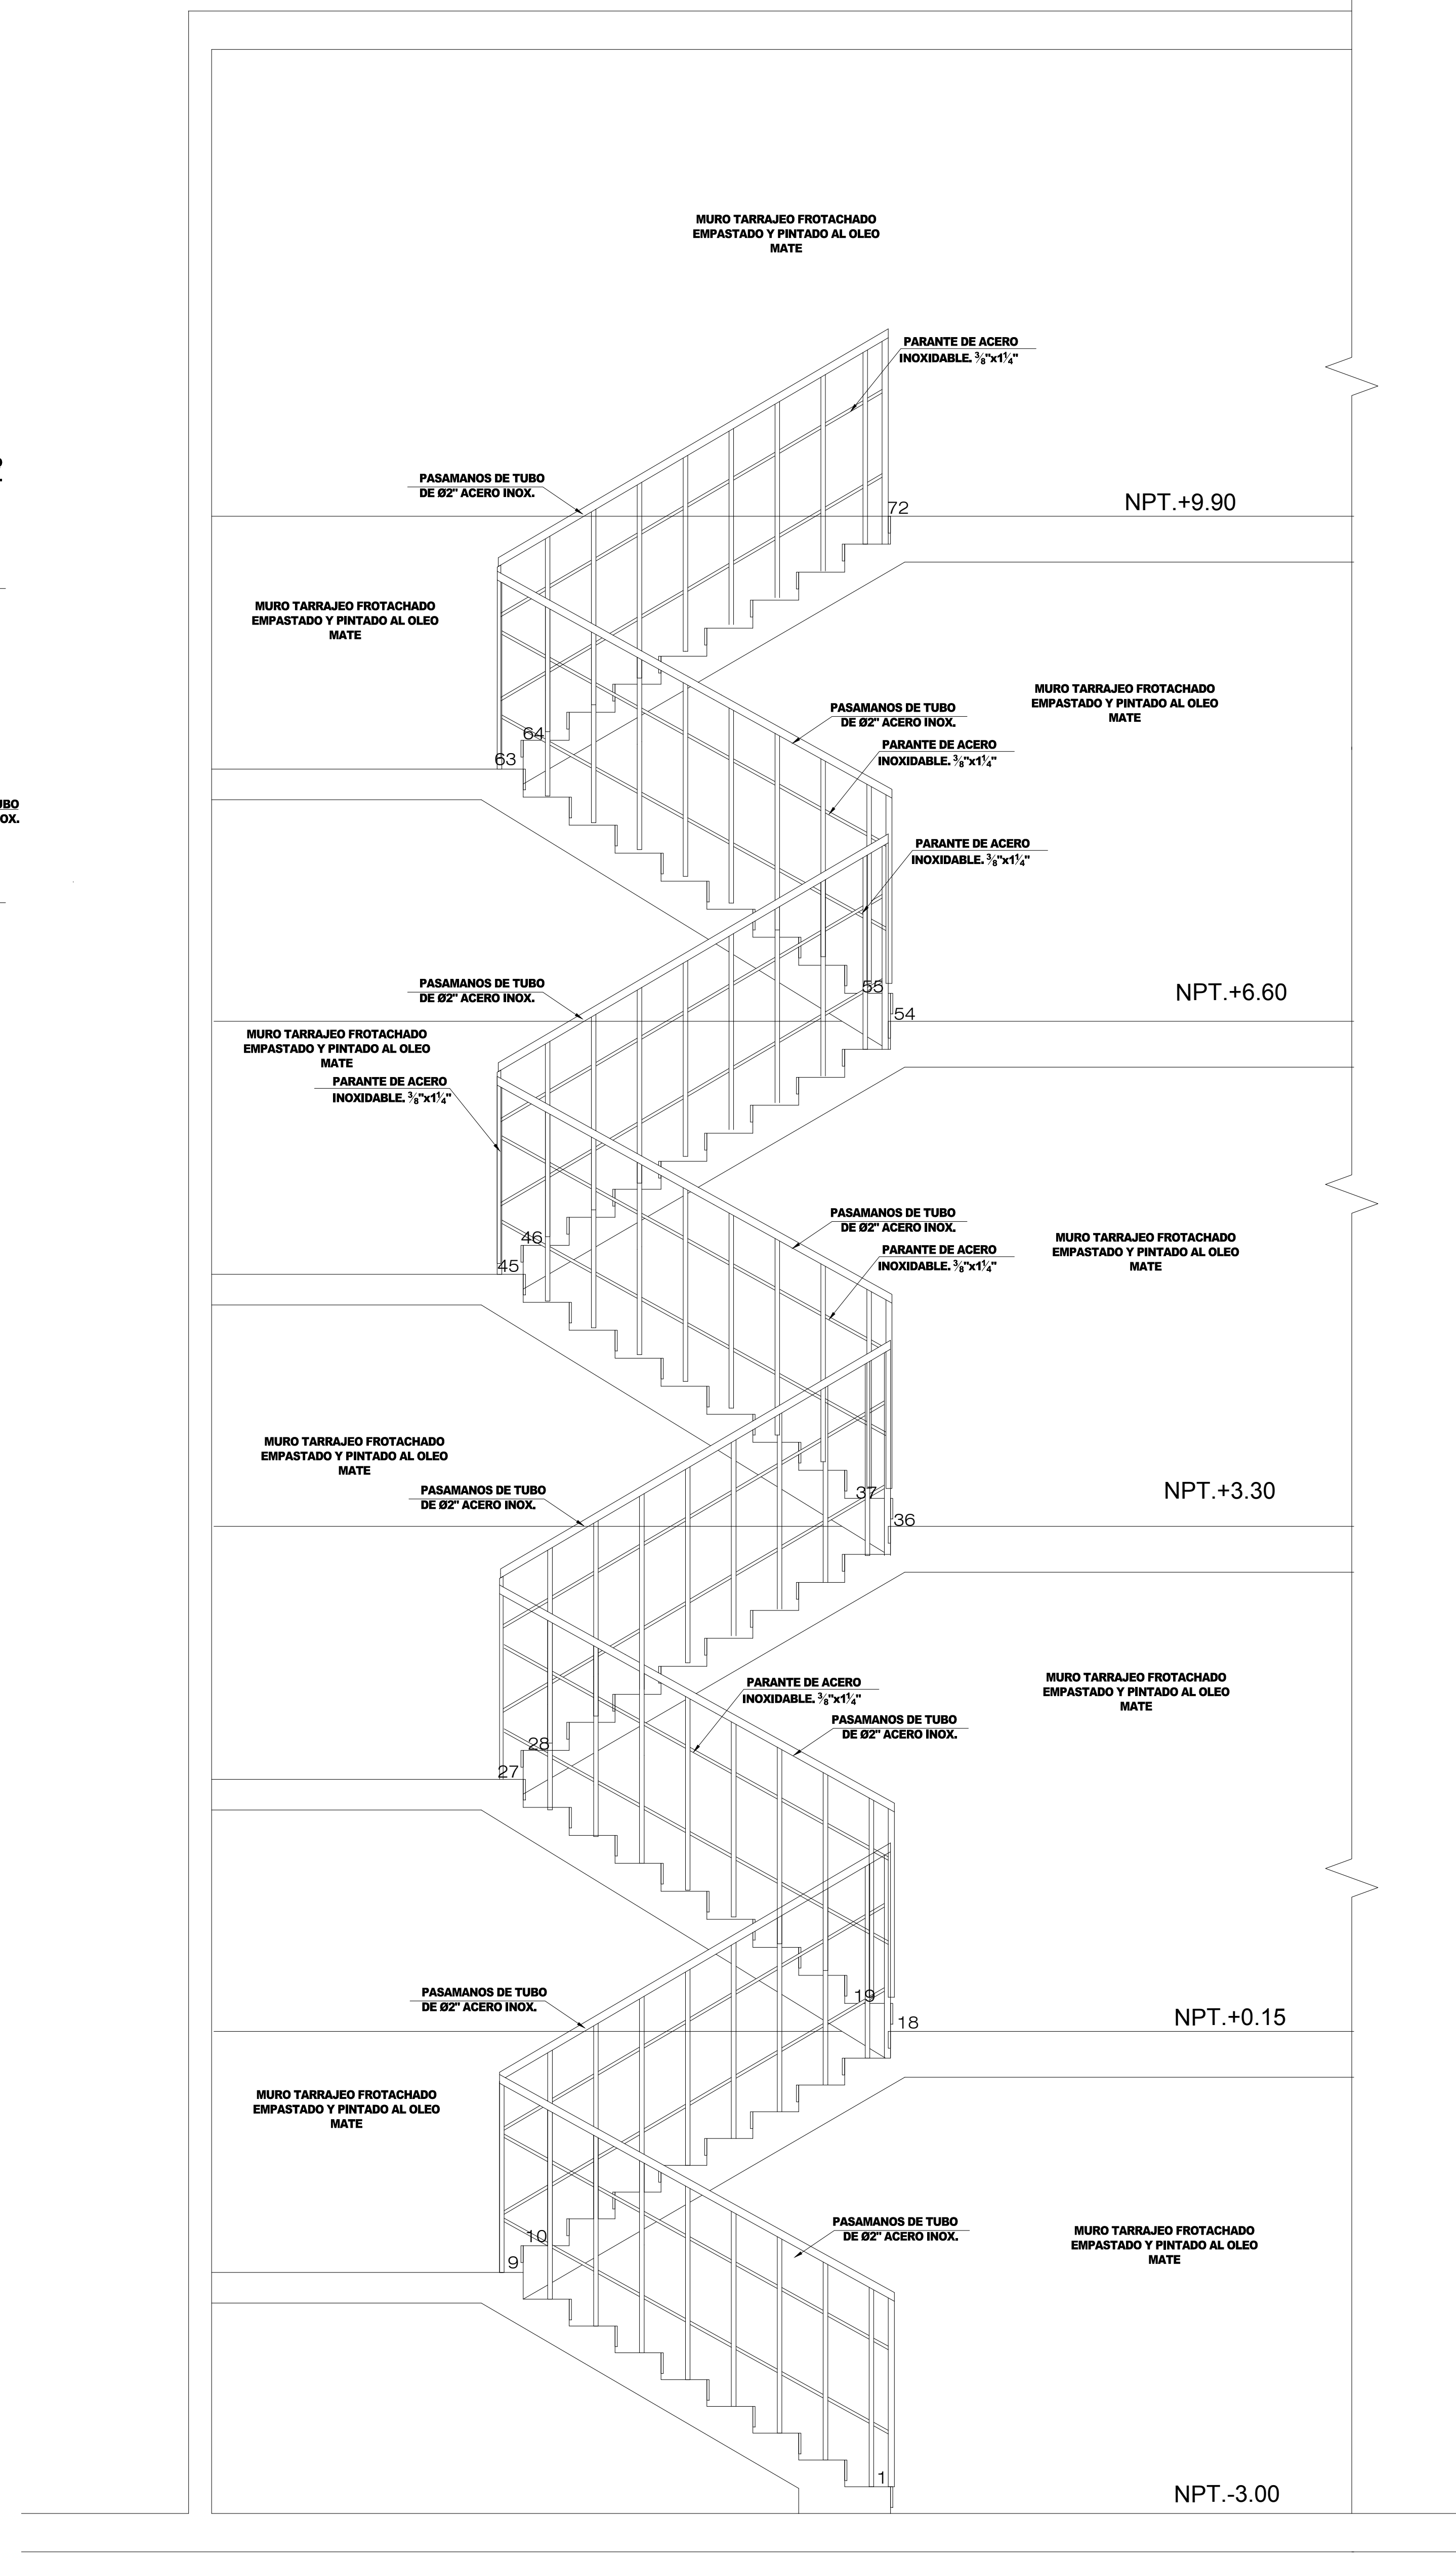 MURO TARRAJEO FROTACHADO
EMPASTADO Y PINTADO AL OLEO
MATE
PARANTE DE ACERO
INOXIDABLE. 3/8"x1 1/4"
PASAMANOS DE TUBO
DE Ø2" ACERO INOX.
72
NPT.+9.90
MURO TARRAJEO FROTACHADO
EMPASTADO Y PINTADO AL OLEO
MATE
MURO TARRAJEO FROTACHADO
EMPASTADO Y PINTADO AL OLEO
MATE
PASAMANOS DE TUBO
DE Ø2" ACERO INOX.
64
63
PARANTE DE ACERO
INOXIDABLE. 3/8"x1 1/4"
OX.
PARANTE DE ACERO
INOXIDABLE. 3/8"x1 1/4"
PASAMANOS DE TUBO
DE Ø2" ACERO INOX.
55
NPT.+6.60
54
MURO TARRAJEO FROTACHADO
EMPASTADO Y PINTADO AL OLEO
MATE
PARANTE DE ACERO
INOXIDABLE. 3/8"x1 1/4"
PASAMANOS DE TUBO
DE Ø2" ACERO INOX.
46
45
MURO TARRAJEO FROTACHADO
EMPASTADO Y PINTADO AL OLEO
MATE
PARANTE DE ACERO
INOXIDABLE. 3/8"x1 1/4"
MURO TARRAJEO FROTACHADO
EMPASTADO Y PINTADO AL OLEO
MATE
PASAMANOS DE TUBO
DE Ø2" ACERO INOX.
37
NPT.+3.30
36
MURO TARRAJEO FROTACHADO
EMPASTADO Y PINTADO AL OLEO
MATE
PARANTE DE ACERO
INOXIDABLE. 3/8"x1 1/4"
PASAMANOS DE TUBO
DE Ø2" ACERO INOX.
28
27
PASAMANOS DE TUBO
DE Ø2" ACERO INOX.
19
18
NPT.+0.15
MURO TARRAJEO FROTACHADO
EMPASTADO Y PINTADO AL OLEO
MATE
PASAMANOS DE TUBO
DE Ø2" ACERO INOX.
MURO TARRAJEO FROTACHADO
EMPASTADO Y PINTADO AL OLEO
MATE
10
9
1
NPT.-3.00